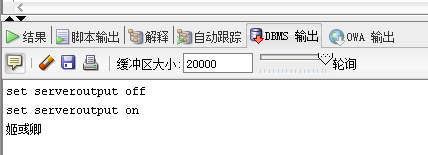 结果 脚本输出 解释 自动跟踪 DBMS 输出 OWA 输出
缓冲区大小: 20000 轮询
set serveroutput off
set serveroutput on
姬彧卿